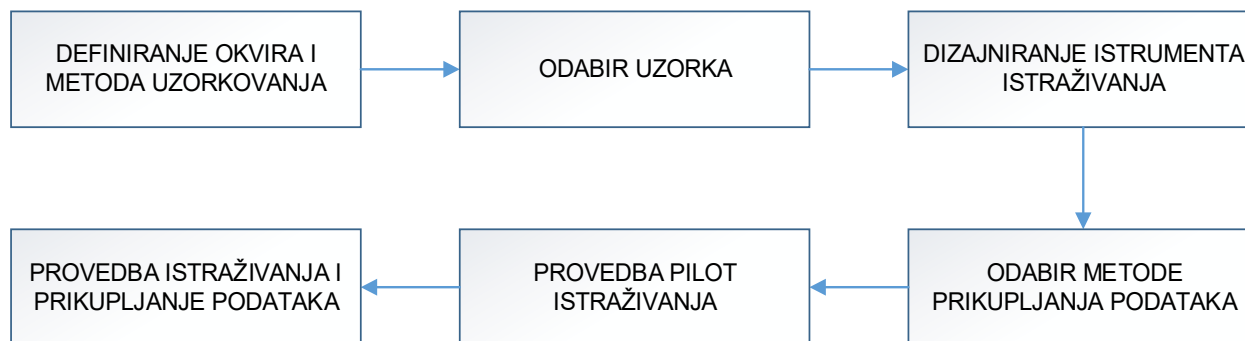 DEFINIRANJE OKVIRA I
METODA UZORKOVANJA
ODABIR UZORKA
DIZAJNIRANJE ISTRUMENTA
ISTRAŽIVANJA
ODABIR METODE
PRIKUPLJANJA PODATAKA
PROVEDBA PILOT
ISTRAŽIVANJA
PROVEDBA ISTRAŽIVANJA I
PRIKUPLJANJE PODATAKA